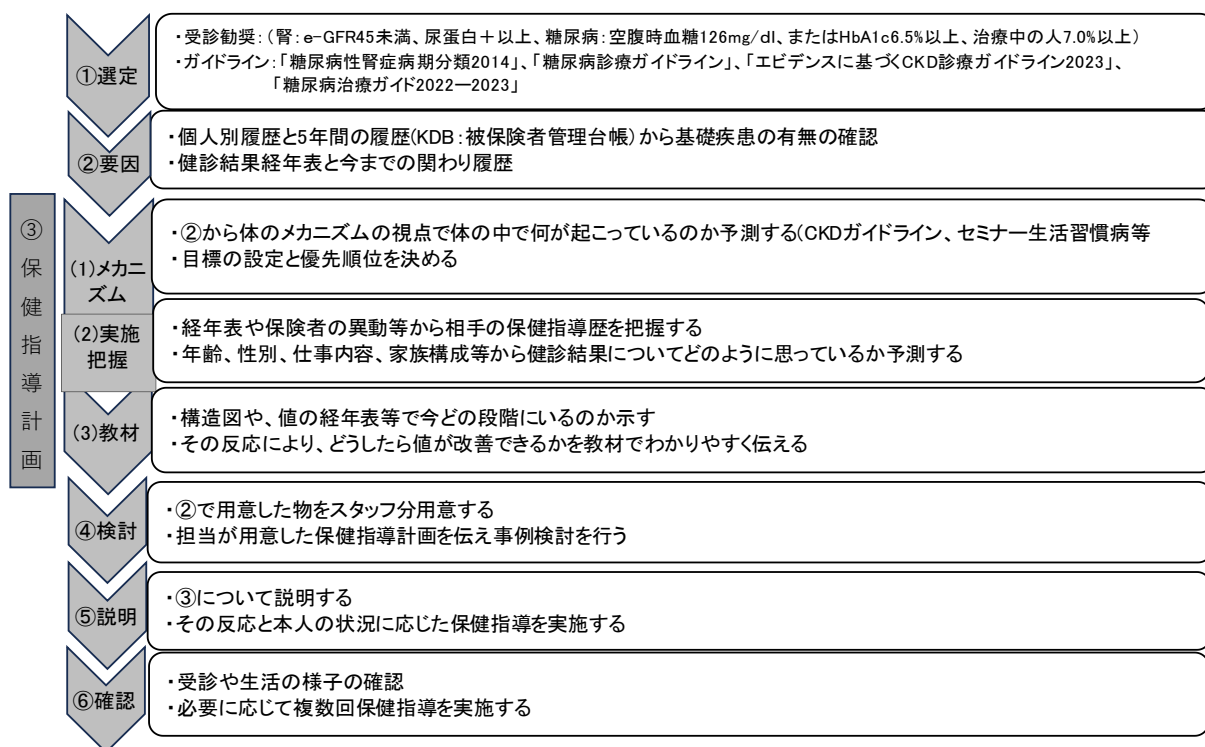 ①選定
・受診勧奨:(腎:e-GFR45未満、尿蛋白+以上、糖尿病:空腹時血糖126mg/dl、またはHbA1c6.5%以上、治療中の人7.0%以上)
・ガイドライン:「糖尿病性腎症病期分類2014」、「糖尿病診療ガイドライン」、「エビデンスに基づくCKD診療ガイドライン2023」、
「糖尿病治療ガイド2022ー2023」
②要因
・個人別履歴と5年間の履歴(KDB:被保険者管理台帳)から基礎疾患の有無の確認
・健診結果経年表と今までの関わり履歴
③保健指導計画
(1)メカニ
ズム
・②から体のメカニズムの視点で体の中で何が起こっているのか予測する(CKDガイドライン、セミナー生活習慣病等
・目標の設定と優先順位を決める
(2)実施
把握
・経年表や保険者の異動等から相手の保健指導歴を把握する
・年齢、性別、仕事内容、家族構成等から健診結果についてどのように思っているか予測する
(3)教材
・構造図や、値の経年表等で今どの段階にいるのか示す
・その反応により、どうしたら値が改善できるかを教材でわかりやすく伝える
④検討
・②で用意した物をスタッフ分用意する
・担当が用意した保健指導計画を伝え事例検討を行う
⑤説明
・③について説明する
・その反応と本人の状況に応じた保健指導を実施する
⑥確認
・受診や生活の様子の確認
・必要に応じて複数回保健指導を実施する